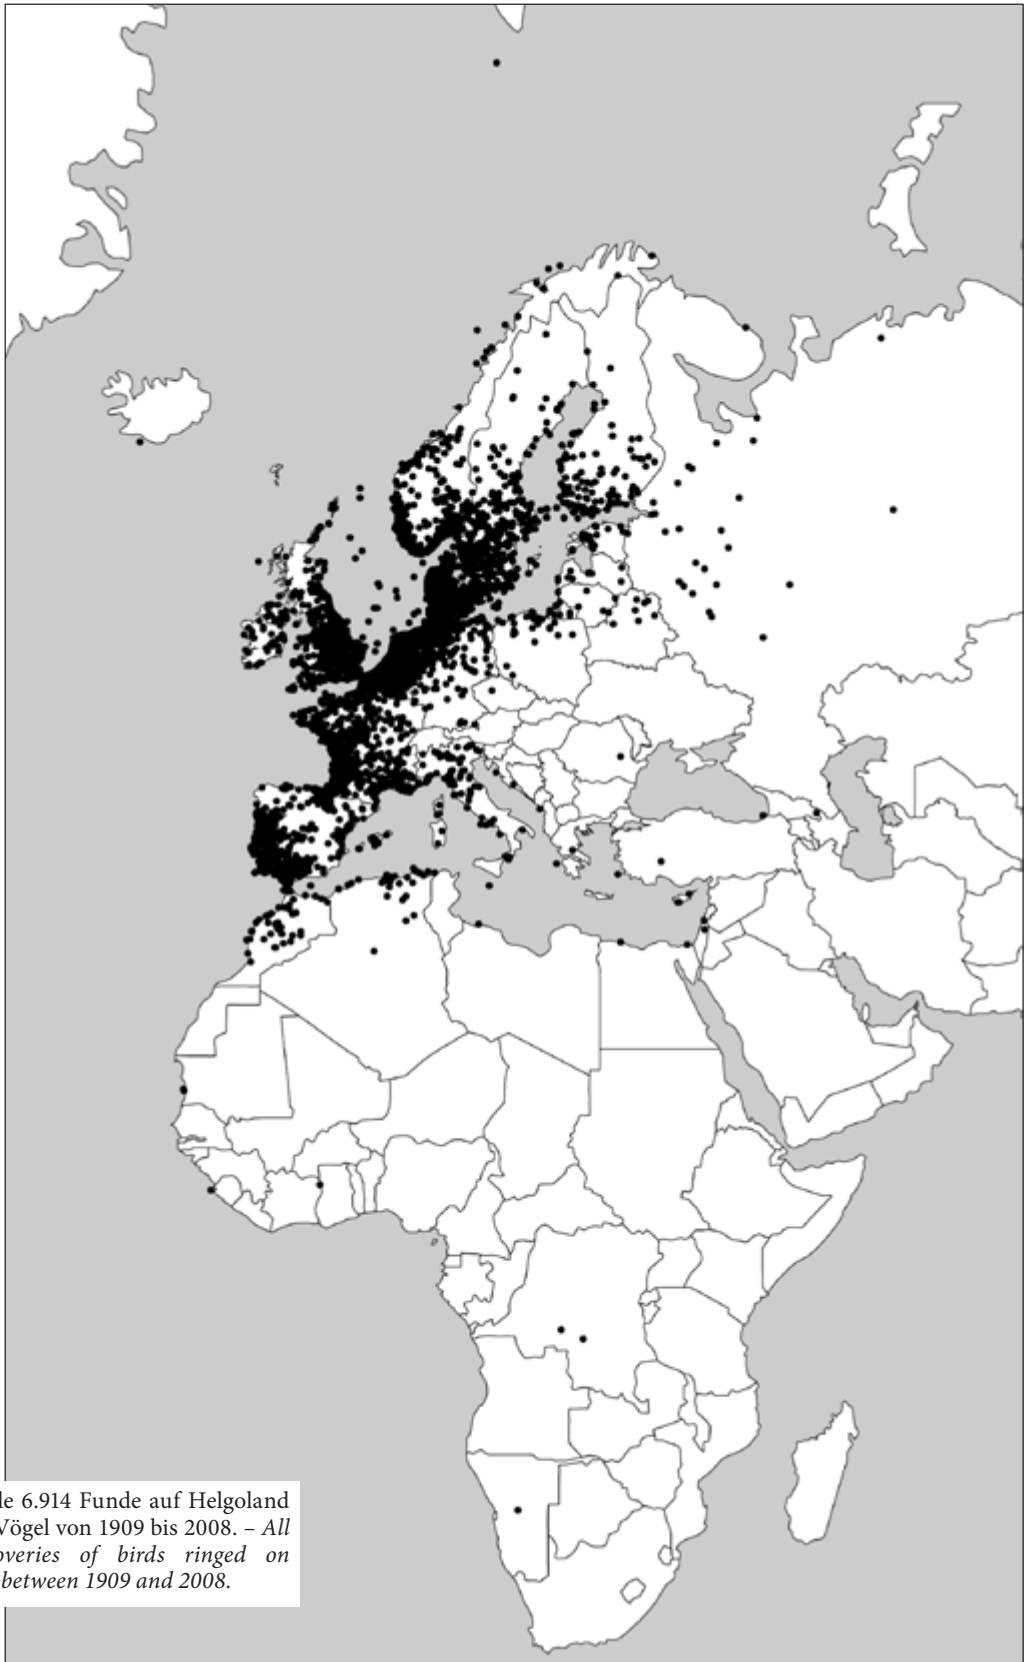 le 6.914 Funde auf Helgoland
Vögel von 1909 bis 2008. – All
overies of birds ringed on
between 1909 and 2008.